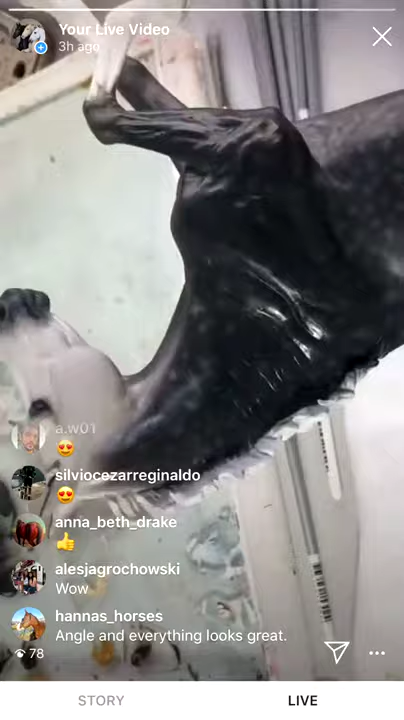 Your Live Video
3h ago
a.w01
😍
silviocezarreginaldo
😍
anna_beth_drake
👍
alesjagrochowski
Wow
hannas_horses
Angle and everything looks great.
78
STORY
LIVE